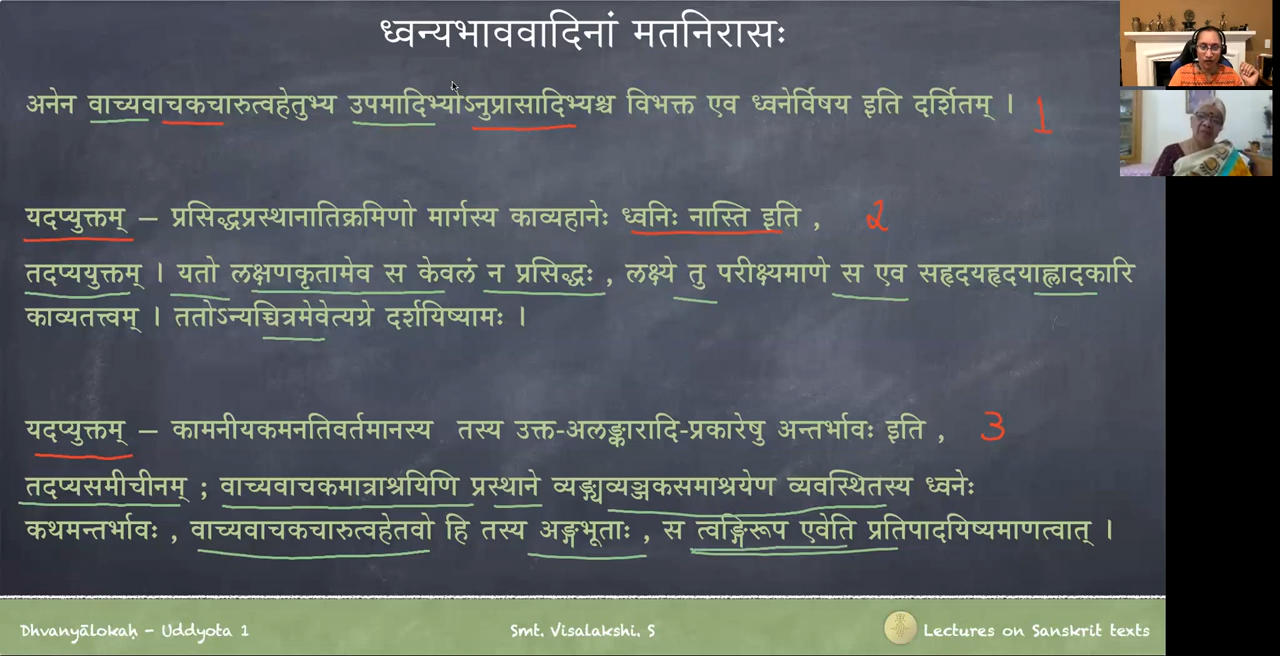 ध्वन्यभाववादिनां मतनिरासः
अनेन वाच्यवाचकचारुत्वहेतुभ्य उपमादिभ्योऽनुप्रासादिभ्यश्च विभक्त एव ध्वनेर्विषय इति दर्शितम् । 1
यदप्युक्तम् – प्रसिद्धप्रस्थानातिक्रमिणो मार्गस्य काव्यहानेः ध्वनिः नास्ति इति , 2
तदप्ययुक्तम् । यतो लक्षणकृतामेव स केवलं न प्रसिद्धः , लक्ष्ये तु परीक्ष्यमाणे स एव सहृदयहृदयाह्लादकारि
काव्यतत्त्वम् । ततोऽन्यच्चित्रमेवेत्यग्रे दर्शयिष्यामः ।
यदप्युक्तम् – कामनीयकमनतिवर्तमानस्य तस्य उक्त-अलङ्कारादि-प्रकारेषु अन्तर्भावः इति , 3
तदप्यसमीचीनम् ; वाच्यवाचकमात्राश्रयिणि प्रस्थाने व्यङ्ग्यव्यञ्जकसमाश्रयेण व्यवस्थितस्य ध्वनेः
कथमन्तर्भावः , वाच्यवाचकचारुत्वहेतवो हि तस्य अङ्गभूताः , स त्वङ्गिरूप एवेति प्रतिपादयिष्यमाणत्वात् ।
Dhvanyālokaḥ – Uddyota 1 Smt. Visalakshi. S Lectures on Sanskrit texts